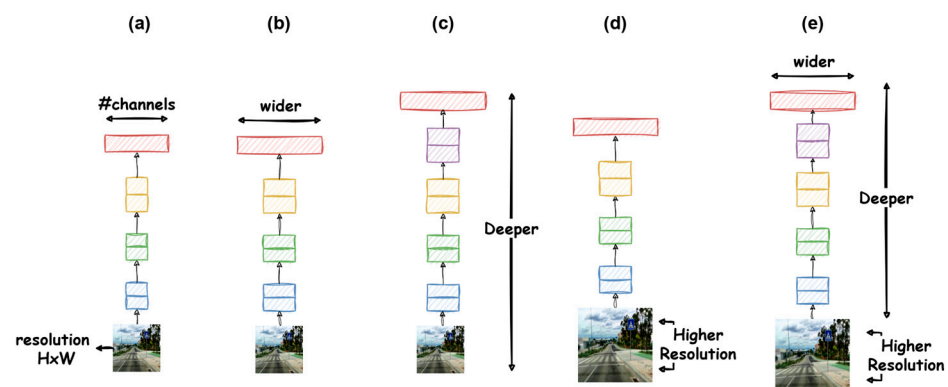 (a)
(b)
(c)
(d)
(e)
#channels
wider
wider
Deeper
Deeper
resolution
HxW
Higher
Resolution
Higher
Resolution